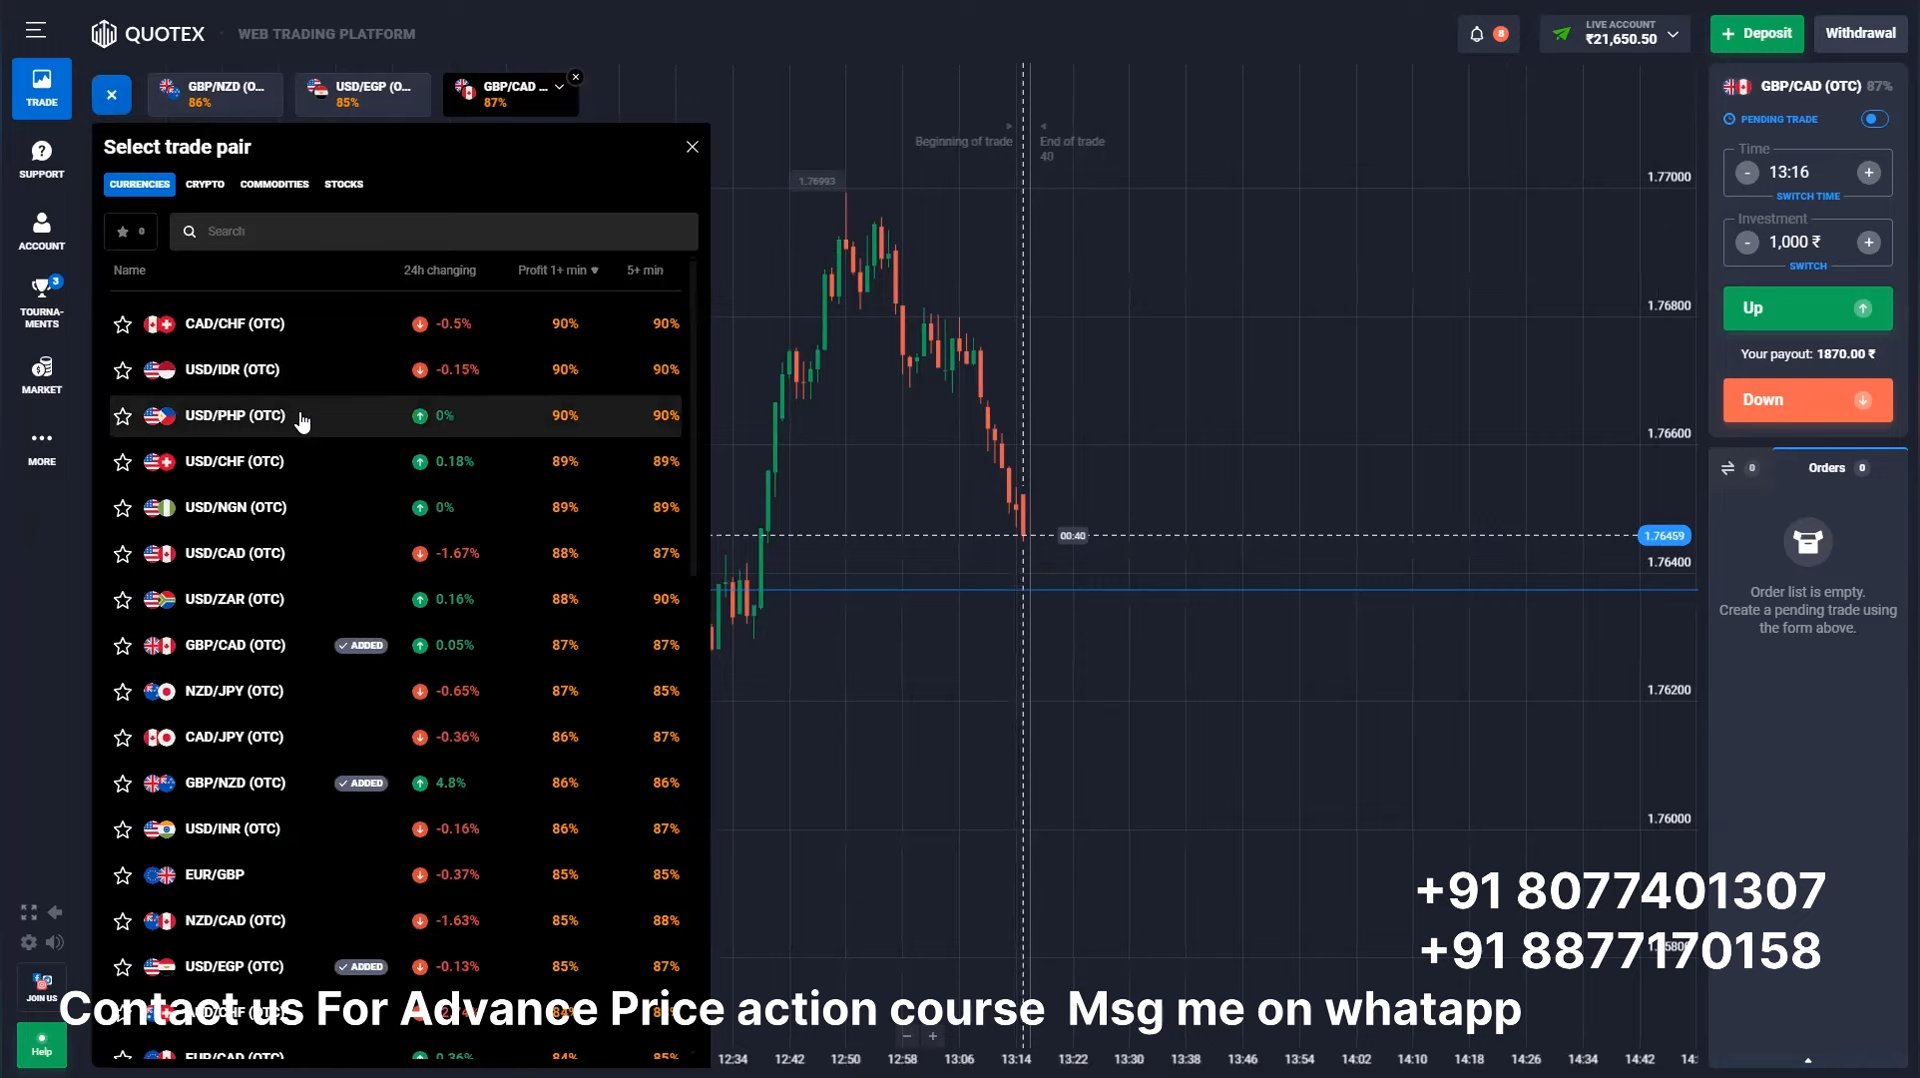 QUOTEX
WEB TRADING PLATFORM
8
LIVE ACCOUNT
₹21,650.50
+ Deposit
Withdrawal
TRADE
SUPPORT
ACCOUNT
3
TOURNA-
MENTS
MARKET
MORE
JOIN US
Help
GBP/NZD (O...
86%
USD/EGP (O...
85%
GBP/CAD ...
87%
Select trade pair
CURRENCIES CRYPTO COMMODITIES STOCKS
0 Search
Name 24h changing Profit 1+ min 5+ min
CAD/CHF (OTC) -0.5% 90% 90%
USD/IDR (OTC) -0.15% 90% 90%
USD/PHP (OTC) 0% 90% 90%
USD/CHF (OTC) 0.18% 89% 89%
USD/NGN (OTC) 0% 89% 89%
USD/CAD (OTC) -1.67% 88% 87%
USD/ZAR (OTC) 0.16% 88% 90%
GBP/CAD (OTC) ADDED 0.05% 87% 87%
NZD/JPY (OTC) -0.65% 87% 85%
CAD/JPY (OTC) -0.36% 86% 87%
GBP/NZD (OTC) ADDED 4.8% 86% 86%
USD/INR (OTC) -0.16% 86% 87%
EUR/GBP -0.37% 85% 85%
NZD/CAD (OTC) -1.63% 85% 88%
USD/EGP (OTC) ADDED -0.13% 85% 87%
EUR/CAD (OTC) 0.36% 84% 85%
Beginning of trade
End of trade
40
1.76993
00:40
1.77000
1.76800
1.76600
1.76459
1.76400
1.76200
1.76000
12:34 12:42 12:50 12:58 13:06 13:14 13:22 13:30 13:38 13:46 13:54 14:02 14:10 14:18 14:26 14:34 14:42
GBP/CAD (OTC) 87%
PENDING TRADE
Time
- 13:16 +
SWITCH TIME
Investment
- 1,000 ₹ +
SWITCH
Up
Your payout: 1870.00 ₹
Down
0 Orders 0
Order list is empty.
Create a pending trade using
the form above.
+91 8077401307
+91 8877170158
Contact us For Advance Price action course Msg me on whatapp